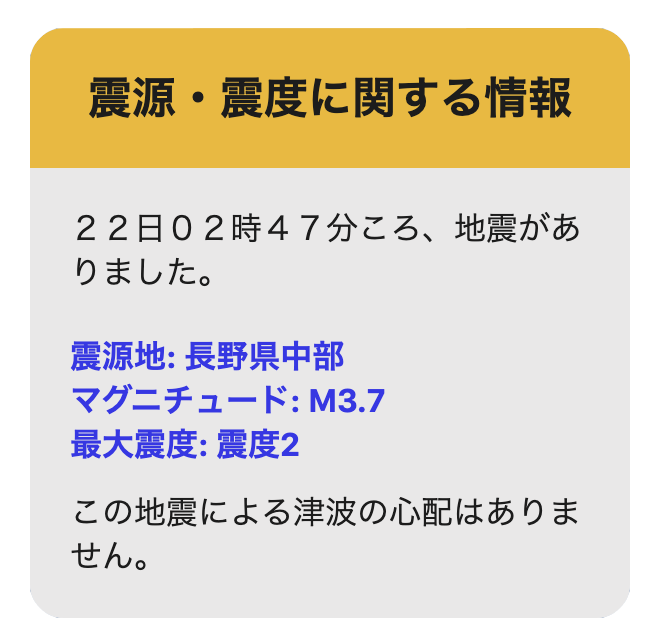 震源・震度に関する情報
２２日０２時４７分ころ、地震があ
りました。
震源地: 長野県中部
マグニチュード: M3.7
最大震度: 震度2
この地震による津波の心配はありま
せん。